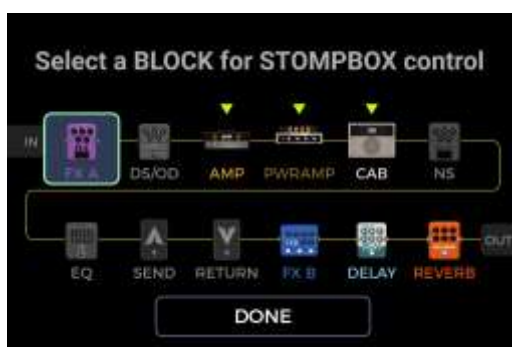 Select a BLOCK for STOMPBOX control
IN FX A DS/OD AMP PWRAMP CAB NS
EQ SEND RETURN FX B DELAY REVERB OUT
DONE